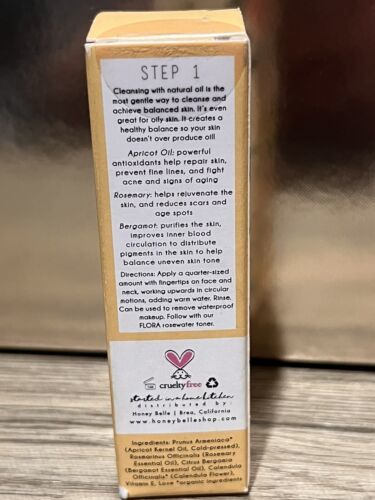 STEP 1
Cleansing with natural oil is the
most gentle way to cleanse and
achieve balanced skin. It's even
great for oily skin. It creates a
healthy balance so your skin
doesn't over produce oil!
Apricot Oil: powerful
antioxidants help repair skin,
prevent fine lines, and fight
acne and signs of aging
Rosemary: helps rejuvenate the
skin, and reduces scars and
age spots
Bergamot: purifies the skin,
improves inner blood
circulation to distribute
pigments in the skin to help
balance uneven skin tone
Directions: Apply a quarter-sized
amount with fingertips on face and
neck, working upwards in circular
motions, adding warm water. Rinse.
Can be used to remove waterproof
makeup. Follow with our
FLORA rosewater toner.
crueltyfree
started in a home kitchen
distributed by:
Honey Belle | Brea, California
www.honeybelleshop.com
Ingredients: Prunus Armeniaca*
(Apricot Kernel Oil, Cold-pressed),
Rosmarinus Officinalis (Rosemary
Essential Oil), Citrus Bergamia
(Bergamot Essential Oil), Calendula
Officinalis* (Calendula Flower),
Vitamin E, Love *organic ingredients